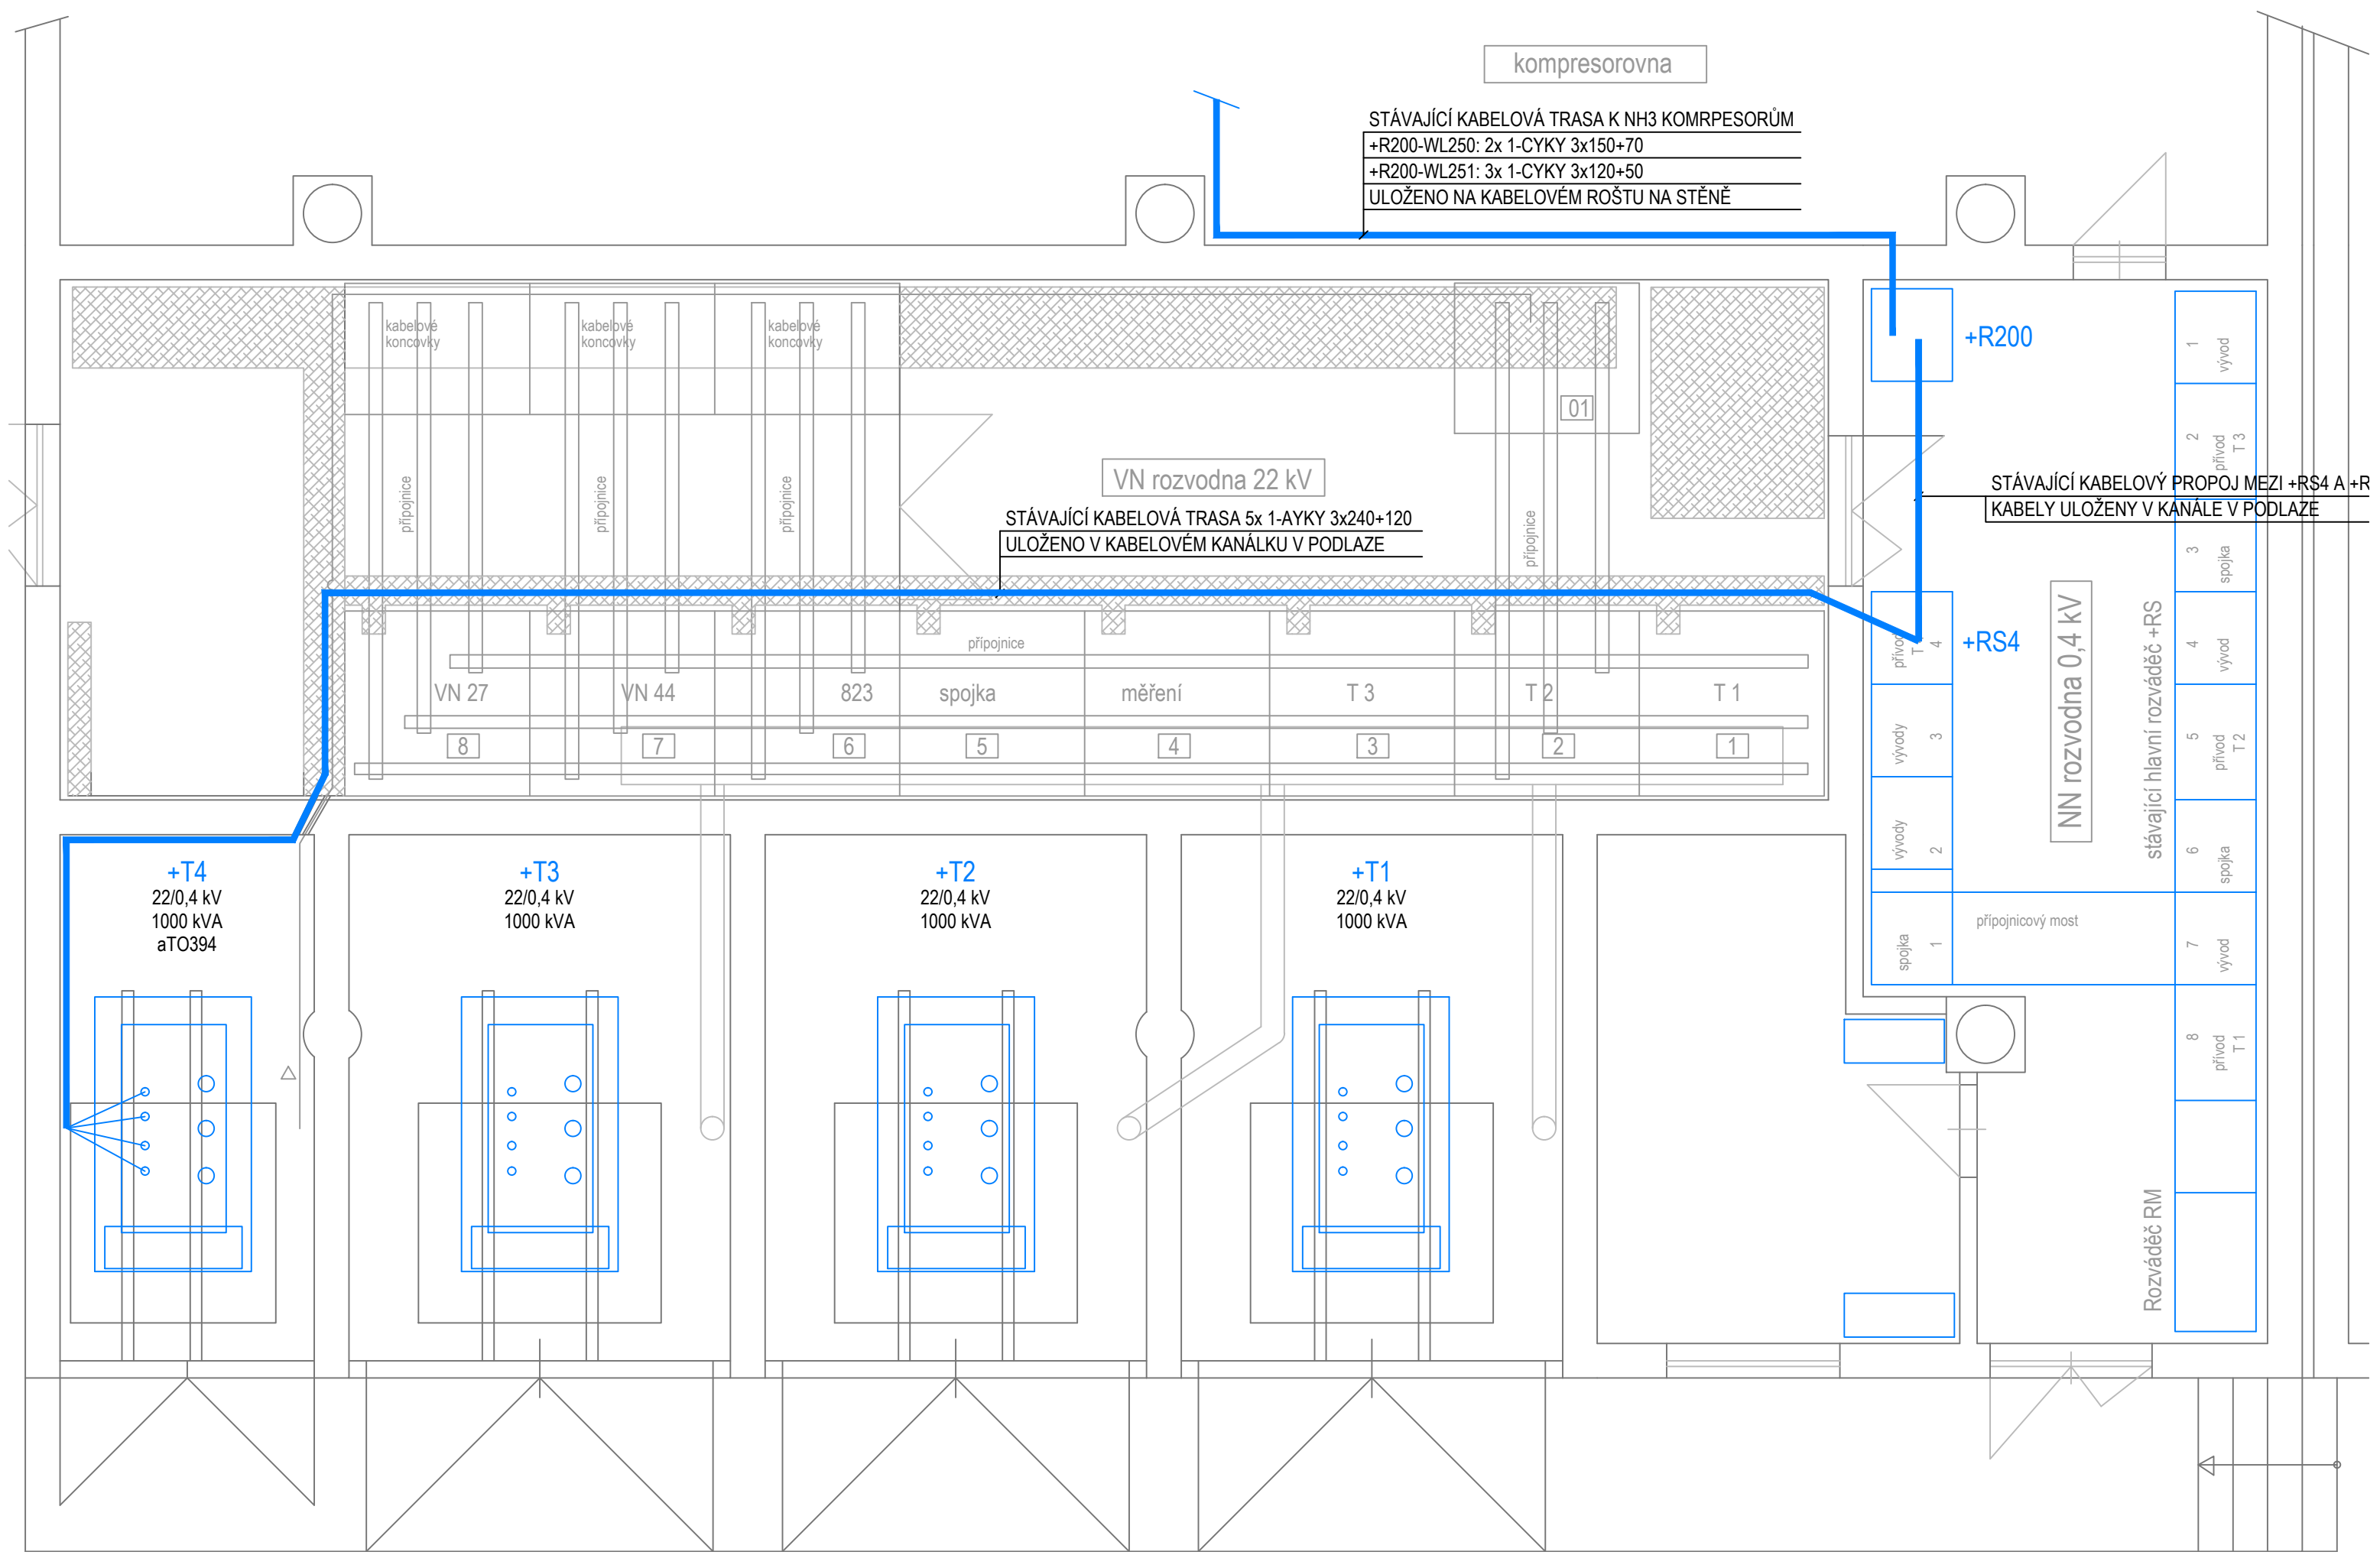 kompresorovna
STÁVAJÍCÍ KABELOVÁ TRASA K NH3 KOMRPESORŮM
+R200-WL250: 2x 1-CYKY 3x150+70
+R200-WL251: 3x 1-CYKY 3x120+50
ULOŽENO NA KABELOVÉM ROŠTU NA STĚNĚ
kabelové
koncovky
kabelové
koncovky
kabelové
koncovky
+R200
01
VN rozvodna 22 kV
přípojnice
přípojnice
přípojnice
přípojnice
STÁVAJÍCÍ KABELOVÁ TRASA 5x 1-AYKY 3x240+120
ULOŽENO V KABELOVÉM KANÁLKU V PODLAZE
STÁVAJÍCÍ KABELOVÝ PROPOJ MEZI +RS4 A +R
KABELY ULOŽENY V KANÁLE V PODLAZE
přípojnice
VN 27
VN 44
823
spojka
měření
T 3
T 2
T 1
8
7
6
5
4
3
2
1
+RS4
přívod
T
4
vývody
3
vývody
2
spojka
1
přípojnicový most
NN rozvodna 0,4 kV
stávající hlavní rozváděč +RS
1
vývod
2
přívod
T 3
3
spojka
4
vývod
5
přívod
T 2
6
spojka
7
vývod
8
přívod
T 1
Rozváděč RM
+T4
22/0,4 kV
1000 kVA
aTO394
+T3
22/0,4 kV
1000 kVA
+T2
22/0,4 kV
1000 kVA
+T1
22/0,4 kV
1000 kVA